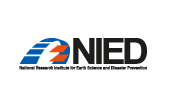 NIED
National Research Institute for Earth Science and Disaster Prevention